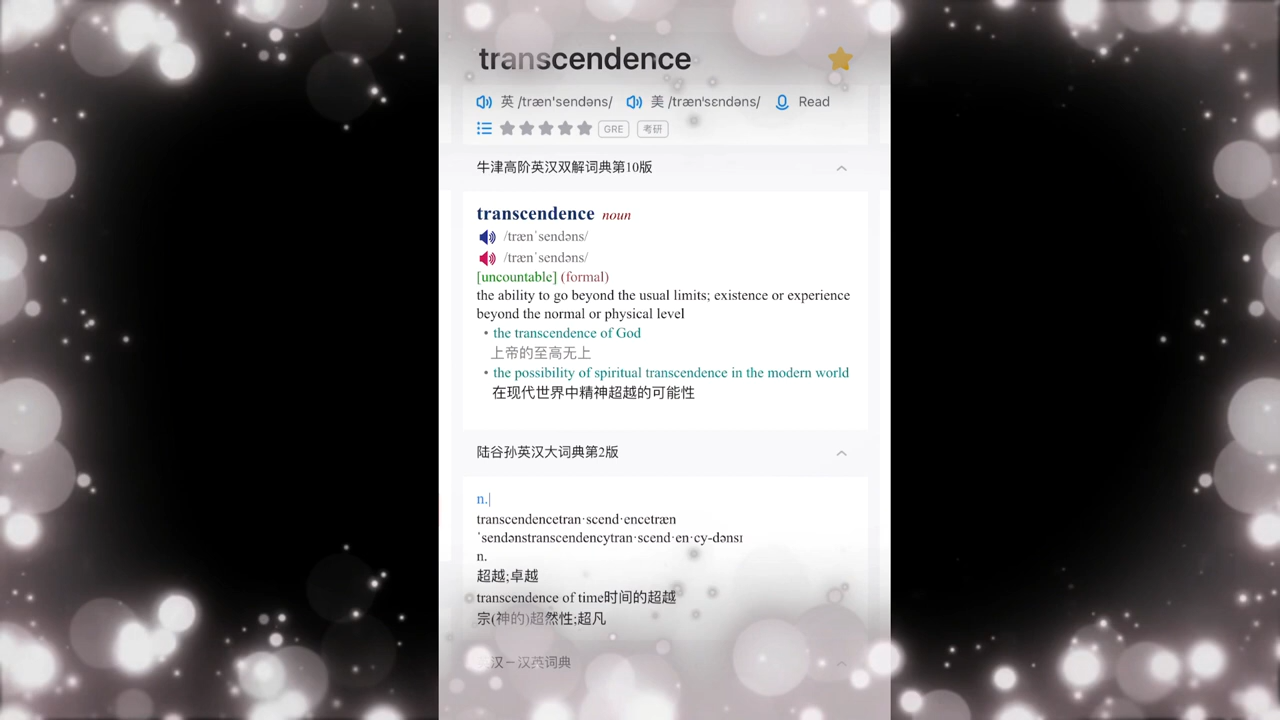 transcendence
英 /træn'sendəns/ 美 /træn'sɛndəns/ Read
GRE 考研
牛津高阶英汉双解词典第10版
transcendence noun
/trænˈsendəns/
/trænˈsendəns/
[uncountable] (formal)
the ability to go beyond the usual limits; existence or experience
beyond the normal or physical level
• the transcendence of God
上帝的至高无上
• the possibility of spiritual transcendence in the modern world
在现代世界中精神超越的可能性
陆谷孙英汉大词典第2版
n.|
transcendencetran·scend·encetræn
ˈsendənstranscendencytran·scend·en·cy-dənsɪ
n.
超越;卓越
transcendence of time时间的超越
宗(神的)超然性;超凡
汉－汉英词典